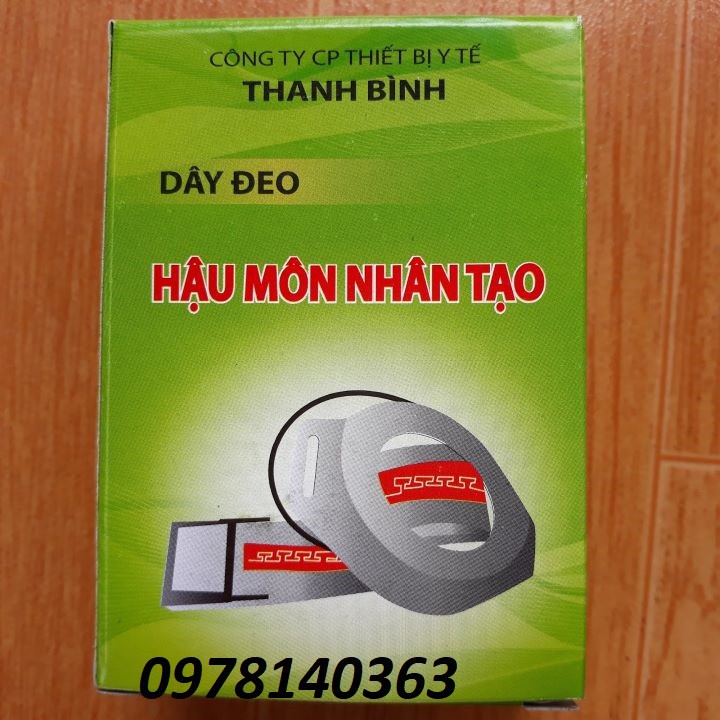 CÔNG TY CP THIẾT BỊ Y TẾ
THANH BÌNH
DÂY ĐEO
HẬU MÔN NHÂN TẠO
0978140363